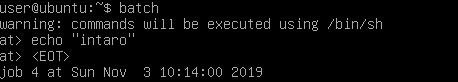 user@ubuntu:~$ batch
warning: commands will be executed using /bin/sh
at> echo "intaro"
at> <EOT>
job 4 at Sun Nov  3 10:14:00 2019